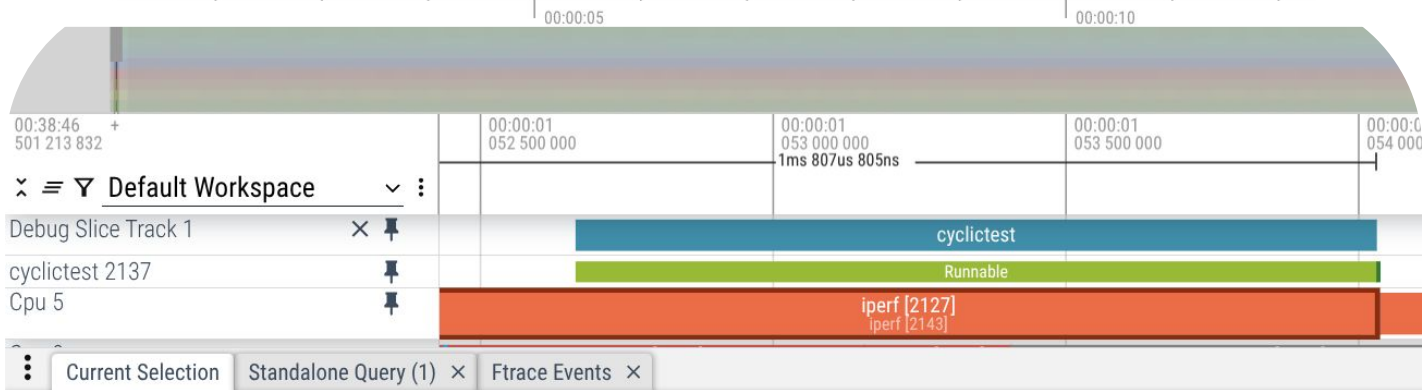 00:00:05 00:00:10
00:38:46 + 00:00:01 00:00:01 00:00:01
501 213 832 052 500 000 053 000 000 053 500 000
1ms 807us 805ns
Default Workspace
Debug Slice Track 1 cyclictest
cyclictest 2137 Runnable
Cpu 5 iperf [2127]
iperf [2143]
Current Selection Standalone Query (1) × Ftrace Events ×